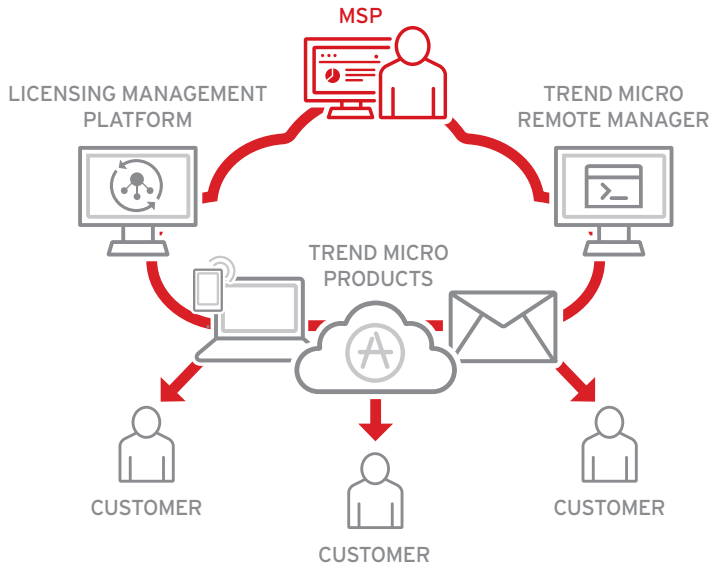 MSP
LICENSING MANAGEMENT
PLATFORM
TREND MICRO
REMOTE MANAGER
TREND MICRO
PRODUCTS
CUSTOMER
CUSTOMER
CUSTOMER